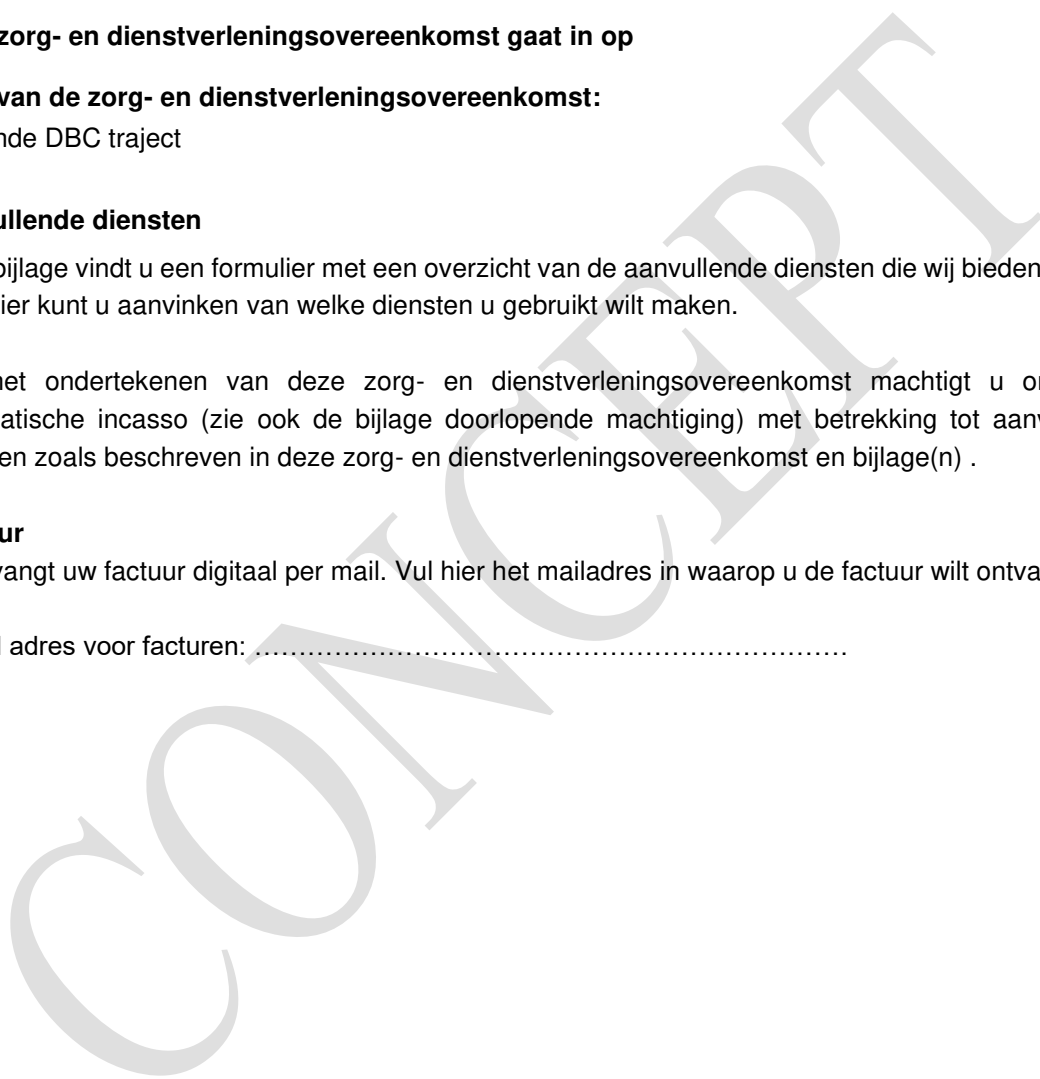 zorg- en dienstverleningsovereenkomst gaat in op
van de zorg- en dienstverleningsovereenkomst:
nde DBC traject
ullende diensten
bijlage vindt u een formulier met een overzicht van de aanvullende diensten die wij bieden
ier kunt u aanvinken van welke diensten u gebruikt wilt maken.
net ondertekenen van deze zorg- en dienstverleningsovereenkomst machtigt u o
atische incasso (zie ook de bijlage doorlopende machtiging) met betrekking tot aanv
en zoals beschreven in deze zorg- en dienstverleningsovereenkomst en bijlage(n) .
ur
vangt uw factuur digitaal per mail. Vul hier het mailadres in waarop u de factuur wilt ontva
l adres voor facturen: ………………………………………………………
CONCEPT